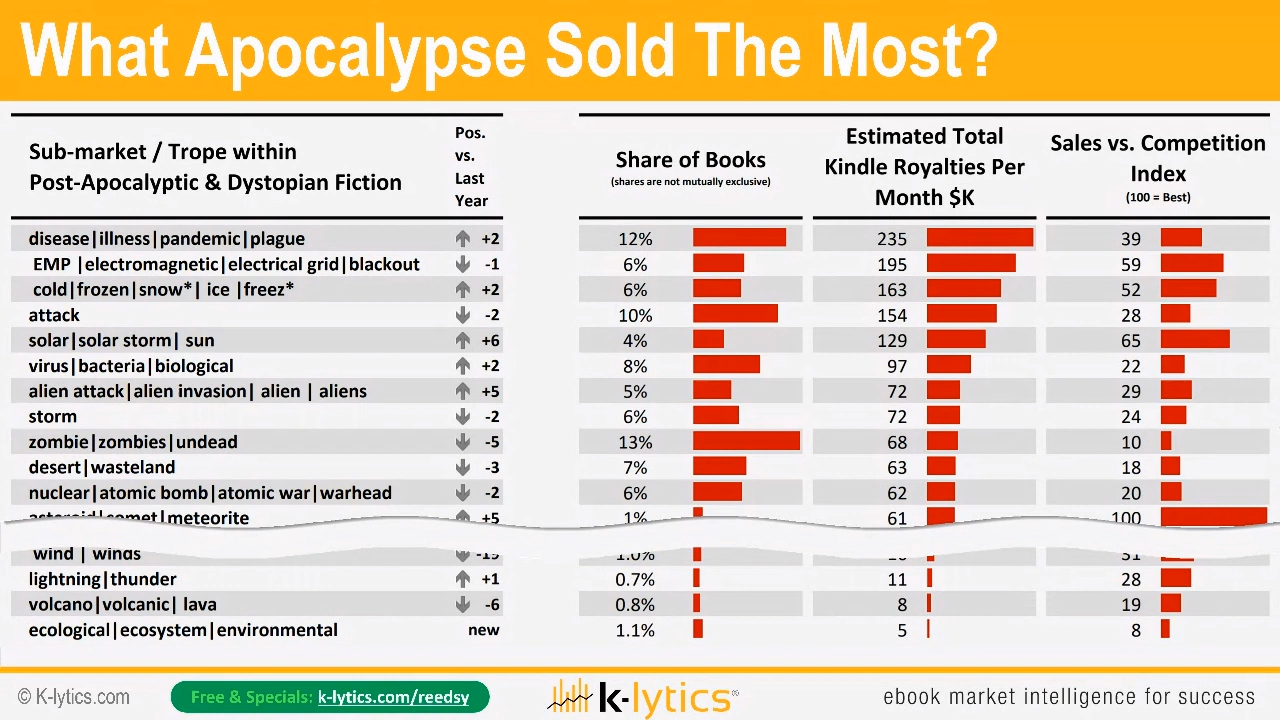 What Apocalypse Sold The Most?
Sub-market / Trope within
Post-Apocalyptic & Dystopian Fiction
Pos.
vs.
Last
Year
Share of Books
(shares are not mutually exclusive)
Estimated Total
Kindle Royalties Per
Month $K
Sales vs. Competition
Index
(100 = Best)
disease|illness|pandemic|plague +2 12% 235 39
EMP |electromagnetic|electrical grid|blackout -1 6% 195 59
cold|frozen|snow*| ice |freez* +2 6% 163 52
attack -2 10% 154 28
solar|solar storm| sun +6 4% 129 65
virus|bacteria|biological +2 8% 97 22
alien attack|alien invasion| alien | aliens +5 5% 72 29
storm -2 6% 72 24
zombie|zombies|undead -5 13% 68 10
desert|wasteland -3 7% 63 18
nuclear|atomic bomb|atomic war|warhead -2 6% 62 20
asteroid|comet|meteorite +5 1% 61 100
wind | winds 1.0% 31
lightning|thunder +1 0.7% 11 28
volcano|volcanic| lava -6 0.8% 8 19
ecological|ecosystem|environmental new 1.1% 5 8
© K-lytics.com
Free & Specials: k-lytics.com/reedsy
k-lytics®
ebook market intelligence for success